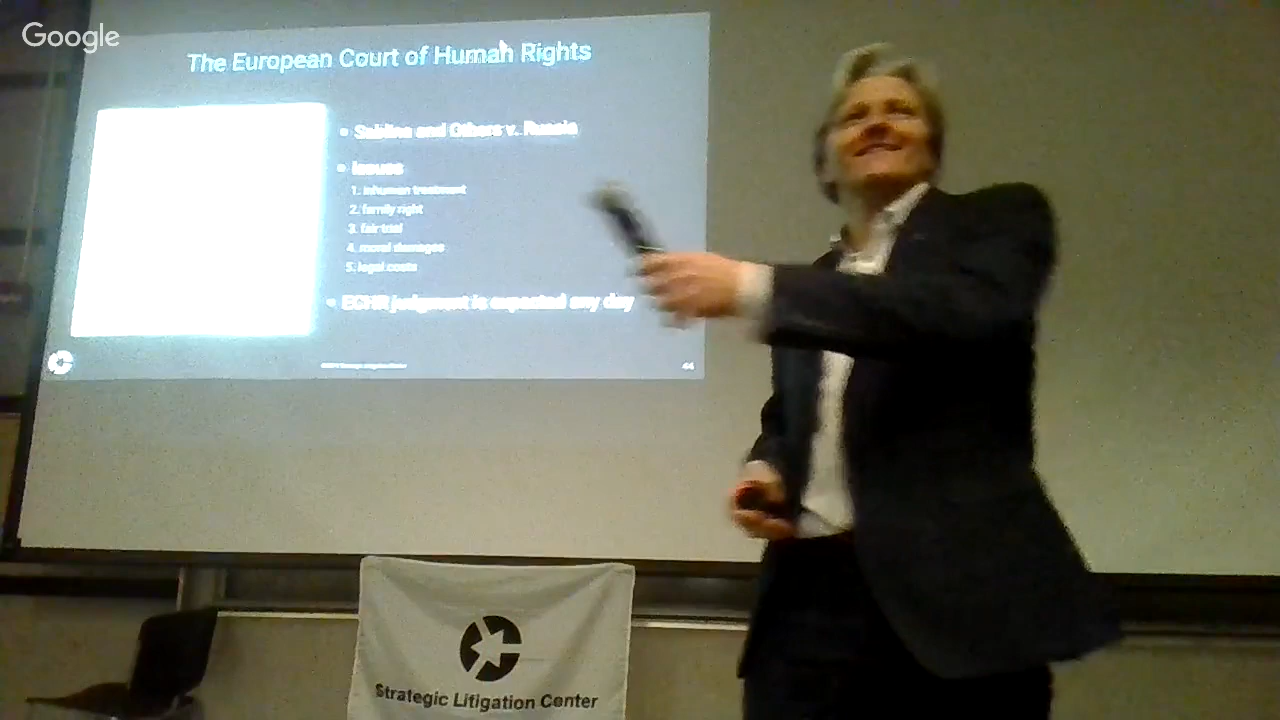 Google
The European Court of Human Rights
and Others v. Russia
Issues
1. inhuman treatment
2. family right
3. fair trial
4. moral damages
5. legal costs
ECHR judgment is expected any day
44
Strategic Litigation Center